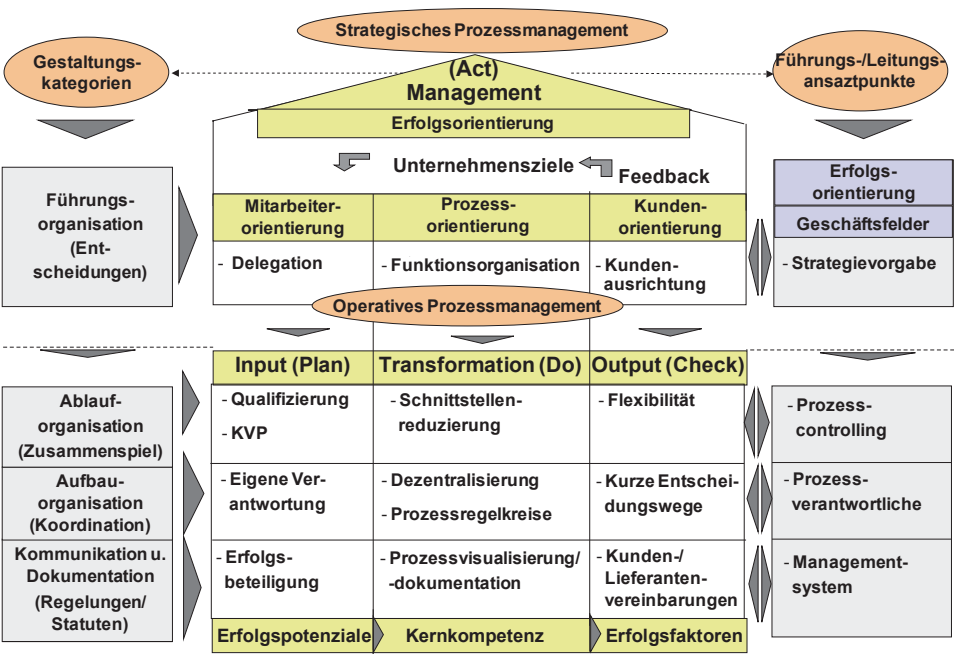 Strategisches Prozessmanagement
Gestaltungs-
kategorien
Führungs-/Leitungs-
ansaztpunkte
(Act)
Management
Erfolgsorientierung
Unternehmensziele
Feedback
Führungs-
organisation
(Ent-
scheidungen)
Mitarbeiter-
orientierung
Prozess-
orientierung
Kunden-
orientierung
- Delegation
- Funktionsorganisation
- Kunden-
ausrichtung
Erfolgs-
orientierung
Geschäftsfelder
- Strategievorgabe
Operatives Prozessmanagement
Input (Plan)
Transformation (Do)
Output (Check)
Ablauf-
organisation
(Zusammenspiel)
- Qualifizierung
- KVP
- Schnittstellen-
reduzierung
- Flexibilität
- Prozess-
controlling
Aufbau-
organisation
(Koordination)
- Eigene Ver-
antwortung
- Dezentralisierung
- Prozessregelkreise
- Kurze Entschei-
dungswege
- Prozess-
verantwortliche
Kommunikation u.
Dokumentation
(Regelungen/
Statuten)
- Erfolgs-
beteiligung
- Prozessvisualisierung/
-dokumentation
- Kunden-/
Lieferanten-
vereinbarungen
- Management-
system
Erfolgspotenziale
Kernkompetenz
Erfolgsfaktoren